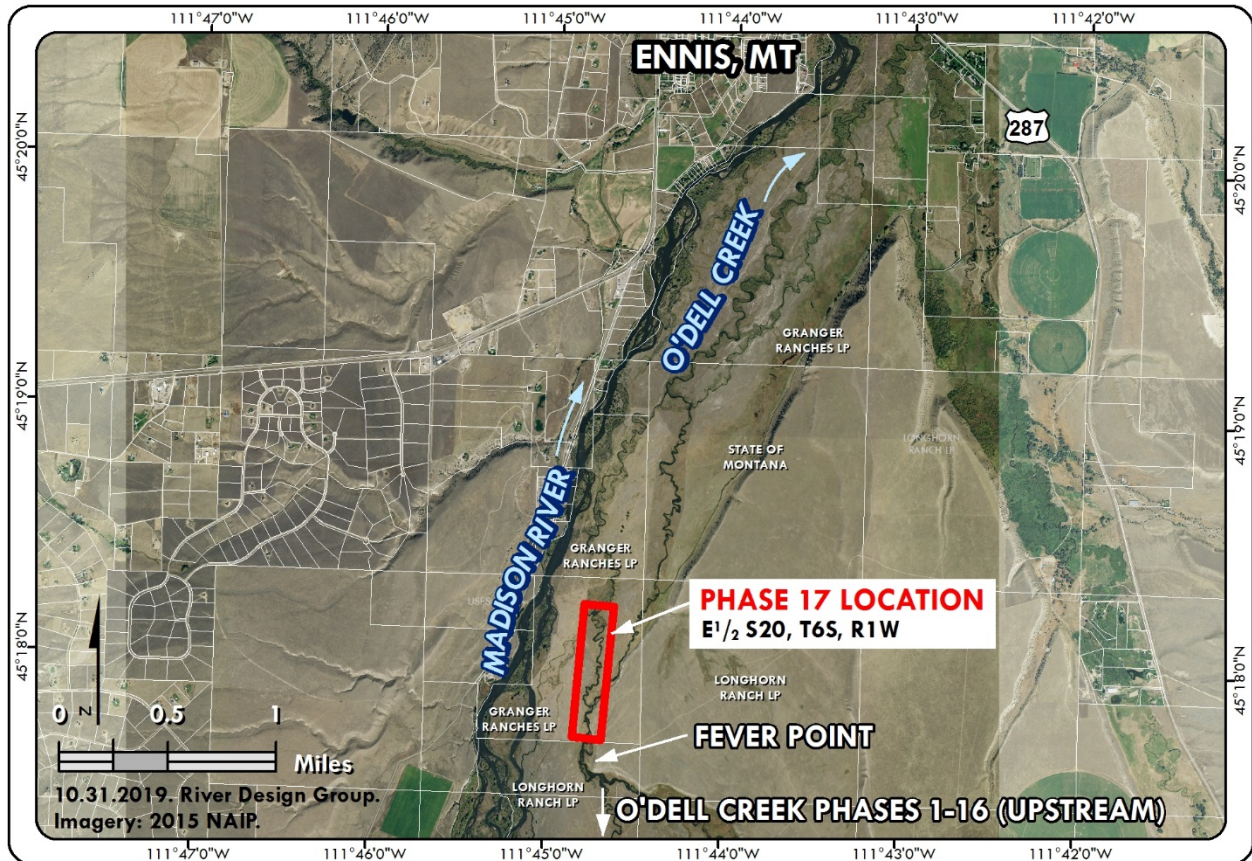 111°47'0"W
111°46'0"W
111°45'0"W
111°44'0"W
111°43'0"W
111°42'0"W
ENNIS, MT
287
45°20'0"N
45°20'0"N
O'DELL CREEK
GRANGER
RANCHES LP
45°19'0"N
45°19'0"N
LONGHORN
RANCH LP
STATE OF
MONTANA
MADISON RIVER
GRANGER
RANCHES LP
USFS
PHASE 17 LOCATION
E1/2 S20, T6S, R1W
45°18'0"N
45°18'0"N
LONGHORN
RANCH LP
GRANGER
RANCHES LP
FEVER POINT
N
0 0.5 1
Miles
LONGHORN
RANCH LP
O'DELL CREEK PHASES 1-16 (UPSTREAM)
10.31.2019. River Design Group.
Imagery: 2015 NAIP.
111°47'0"W
111°46'0"W
111°45'0"W
111°44'0"W
111°43'0"W
111°42'0"W